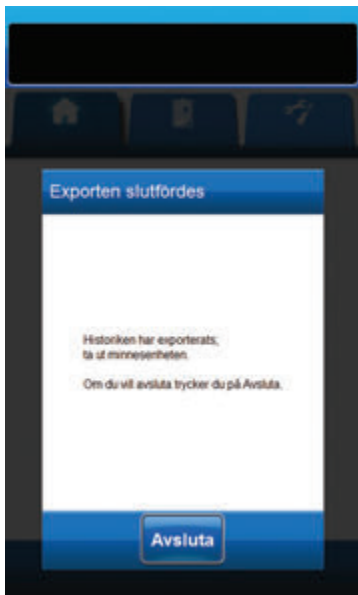 Exporten slutfördes
Historiken har exporterats,
ta ut minnesenheten.
Om du vill avsluta trycker du på Avsluta.
Avsluta